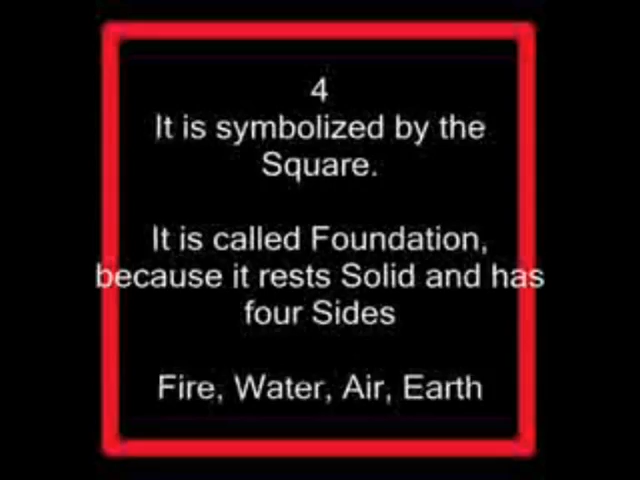 4
It is symbolized by the
Square.
It is called Foundation,
because it rests Solid and has
four Sides
Fire, Water, Air, Earth